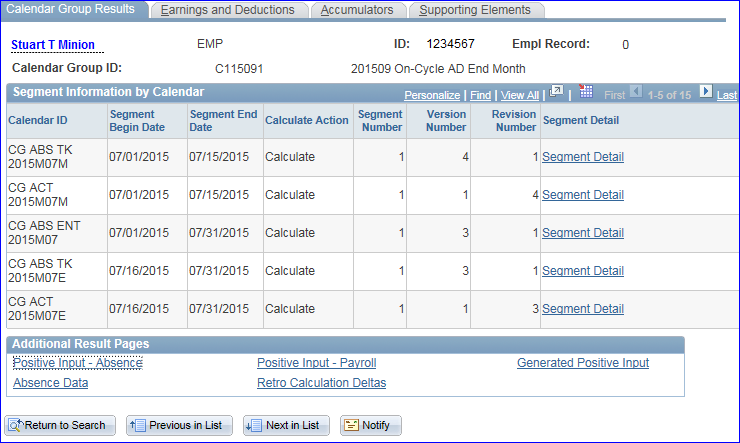 Calendar Group Results Earnings and Deductions Accumulators Supporting Elements
Stuart T Minion EMP ID: 1234567 Empl Record: 0
Calendar Group ID: C115091 201509 On-Cycle AD End Month
Segment Information by Calendar Personalize | Find | View All | | First 1-5 of 15 Last
Calendar ID Segment Begin Date Segment End Date Calculate Action Segment Number Version Number Revision Number Segment Detail
CG ABS TK 2015M07M 07/01/2015 07/15/2015 Calculate 1 4 1 Segment Detail
CG ACT 2015M07M 07/01/2015 07/15/2015 Calculate 1 1 4 Segment Detail
CG ABS ENT 2015M07 07/01/2015 07/31/2015 Calculate 1 3 1 Segment Detail
CG ABS TK 2015M07E 07/16/2015 07/31/2015 Calculate 1 3 1 Segment Detail
CG ACT 2015M07E 07/16/2015 07/31/2015 Calculate 1 1 3 Segment Detail
Additional Result Pages
Positive Input - Absence Positive Input - Payroll Generated Positive Input
Absence Data Retro Calculation Deltas
Return to Search Previous in List Next in List Notify